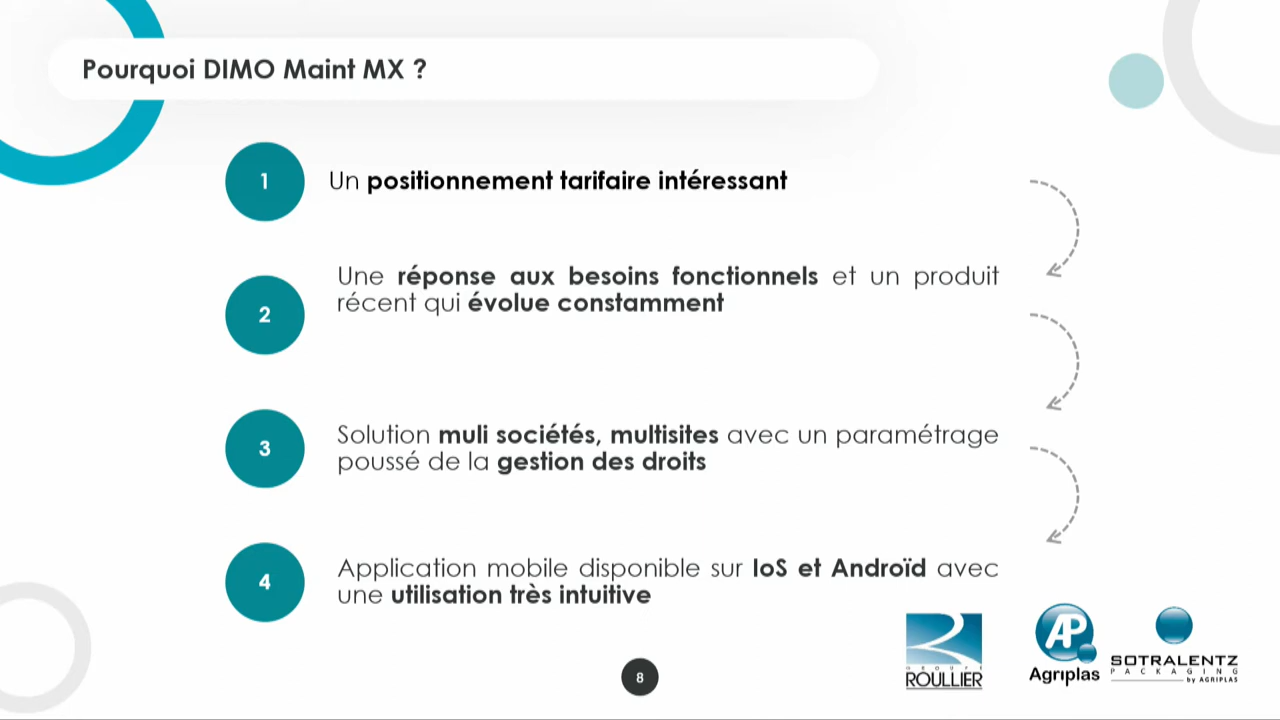 Pourquoi DIMO Maint MX ?
1
Un positionnement tarifaire intéressant
2
Une réponse aux besoins fonctionnels et un produit
récent qui évolue constamment
3
Solution muli sociétés, multisites avec un paramétrage
poussé de la gestion des droits
4
Application mobile disponible sur IoS et Androïd avec
une utilisation très intuitive
8
GROUPE
ROULLIER
AP
Agriplas
SOTRALENTZ
PACKAGING
by AGRIPLAS